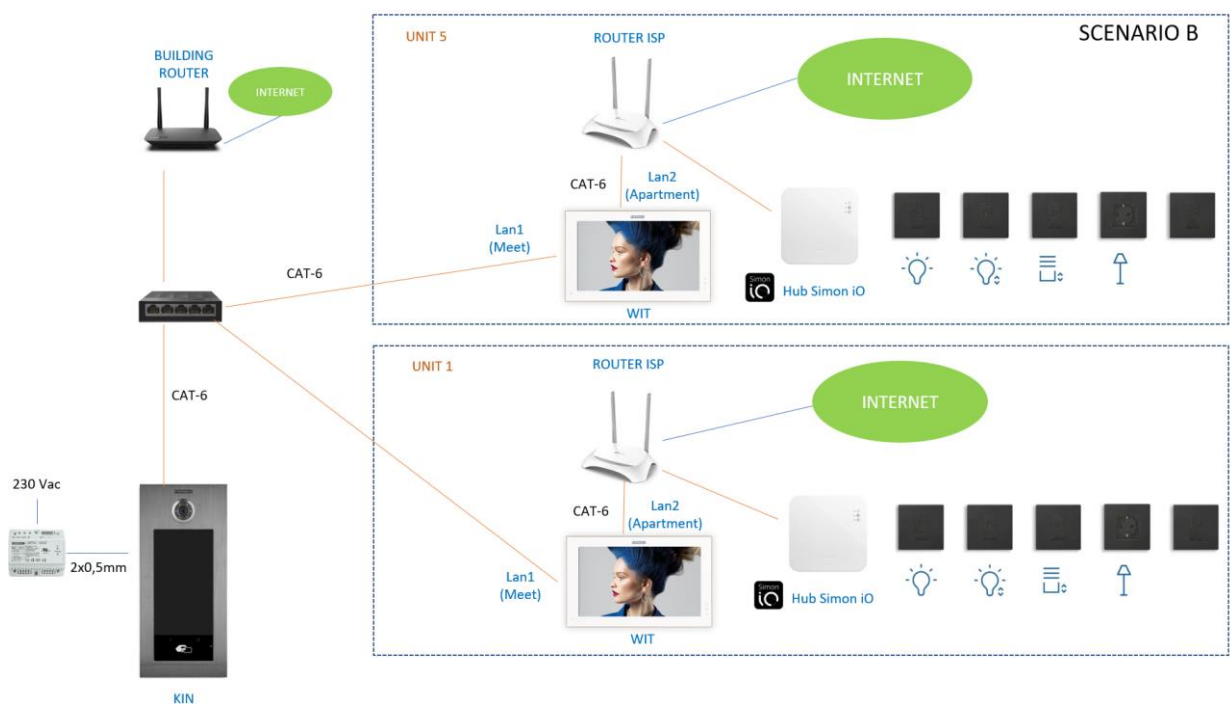 SCENARIO B
UNIT 5
ROUTER ISP
BUILDING
ROUTER
INTERNET
INTERNET
CAT-6
Lan2
(Apartment)
Lan1
(Meet)
CAT-6
Simon
iO
Hub Simon iO
WIT
UNIT 1
ROUTER ISP
INTERNET
CAT-6
CAT-6
Lan2
(Apartment)
Lan1
(Meet)
Simon
iO
Hub Simon iO
WIT
230 Vac
2x0,5mm
KIN